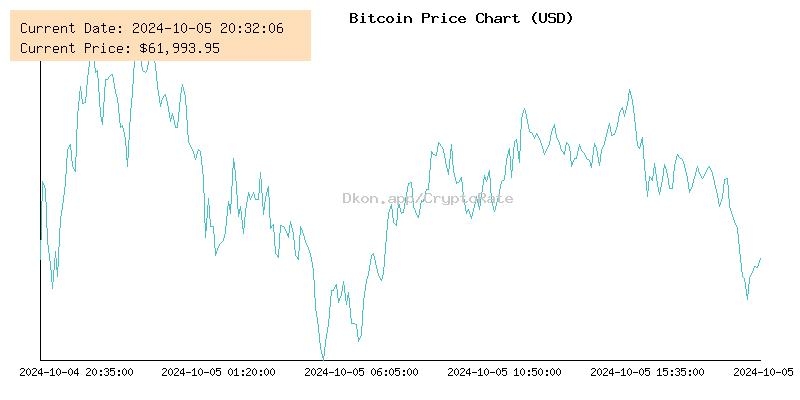 Bitcoin Price Chart (USD)
Current Date: 2024-10-05 20:32:06
Current Price: $61,993.95
Dkon.app/CryptoRate
2024-10-04 20:35:00 2024-10-05 01:20:00 2024-10-05 06:05:00 2024-10-05 10:50:00 2024-10-05 15:35:00 2024-10-05